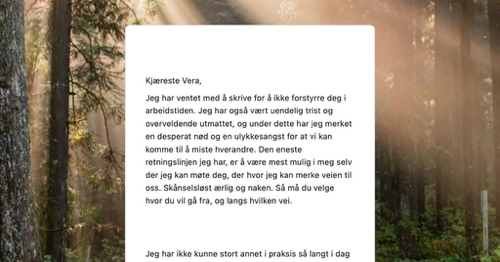 Kjæreste Vera,
Jeg har ventet med å skrive for å ikke forstyrre deg i
arbeidstiden. Jeg har også vært uendelig trist og
overveldende utmattet, og under dette har jeg merket
en desperat nød og en ulykkesangst for at vi kan
komme til å miste hverandre. Den eneste
retningslinjen jeg har, er å være mest mulig i meg selv
der jeg kan møte deg, der hvor jeg kan merke veien til
oss. Skånselsløst ærlig og naken. Så må du velge
hvor du vil gå fra, og langs hvilken vei.
Jeg har ikke kunne stort annet i praksis så langt i dag